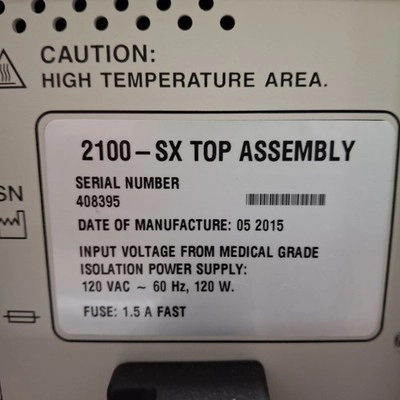 CAUTION:
HIGH TEMPERATURE AREA.
2100-SX TOP ASSEMBLY
SERIAL NUMBER
408395
SN
DATE OF MANUFACTURE: 05 2015
INPUT VOLTAGE FROM MEDICAL GRADE
ISOLATION POWER SUPPLY:
120 VAC ~ 60 Hz, 120 W.
FUSE: 1.5 A FAST